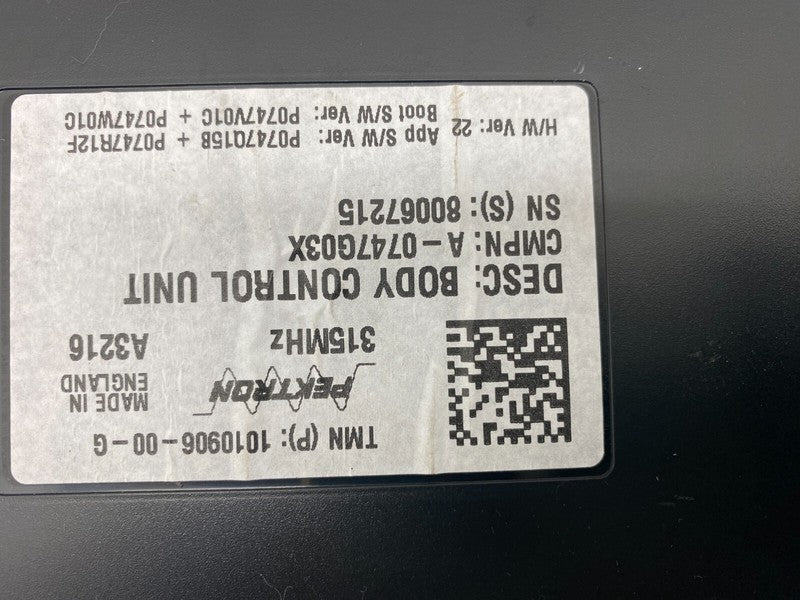 TMN (P): 1010906-00-G
PEKTRON
MADE IN
ENGLAND
315MHz
A3216
DESC: BODY CONTROL UNIT
CMPN: A-0747G03X
SN (S): 80067215
H/W Ver: 22
App S/W Ver: P0747Q15B + P0747R12F
Boot S/W Ver: P0747V01C + P0747W01C